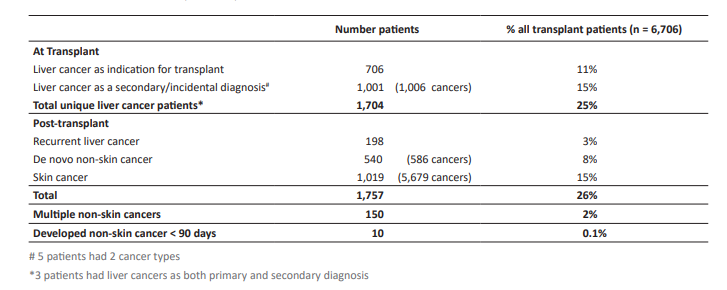 Number patients % all transplant patients (n = 6,706)
At Transplant
Liver cancer as indication for transplant 706 11%
Liver cancer as a secondary/incidental diagnosis# 1,001 (1,006 cancers) 15%
Total unique liver cancer patients* 1,704 25%
Post-transplant
Recurrent liver cancer 198 3%
De novo non-skin cancer 540 (586 cancers) 8%
Skin cancer 1,019 (5,679 cancers) 15%
Total 1,757 26%
Multiple non-skin cancers 150 2%
Developed non-skin cancer < 90 days 10 0.1%
# 5 patients had 2 cancer types
*3 patients had liver cancers as both primary and secondary diagnosis